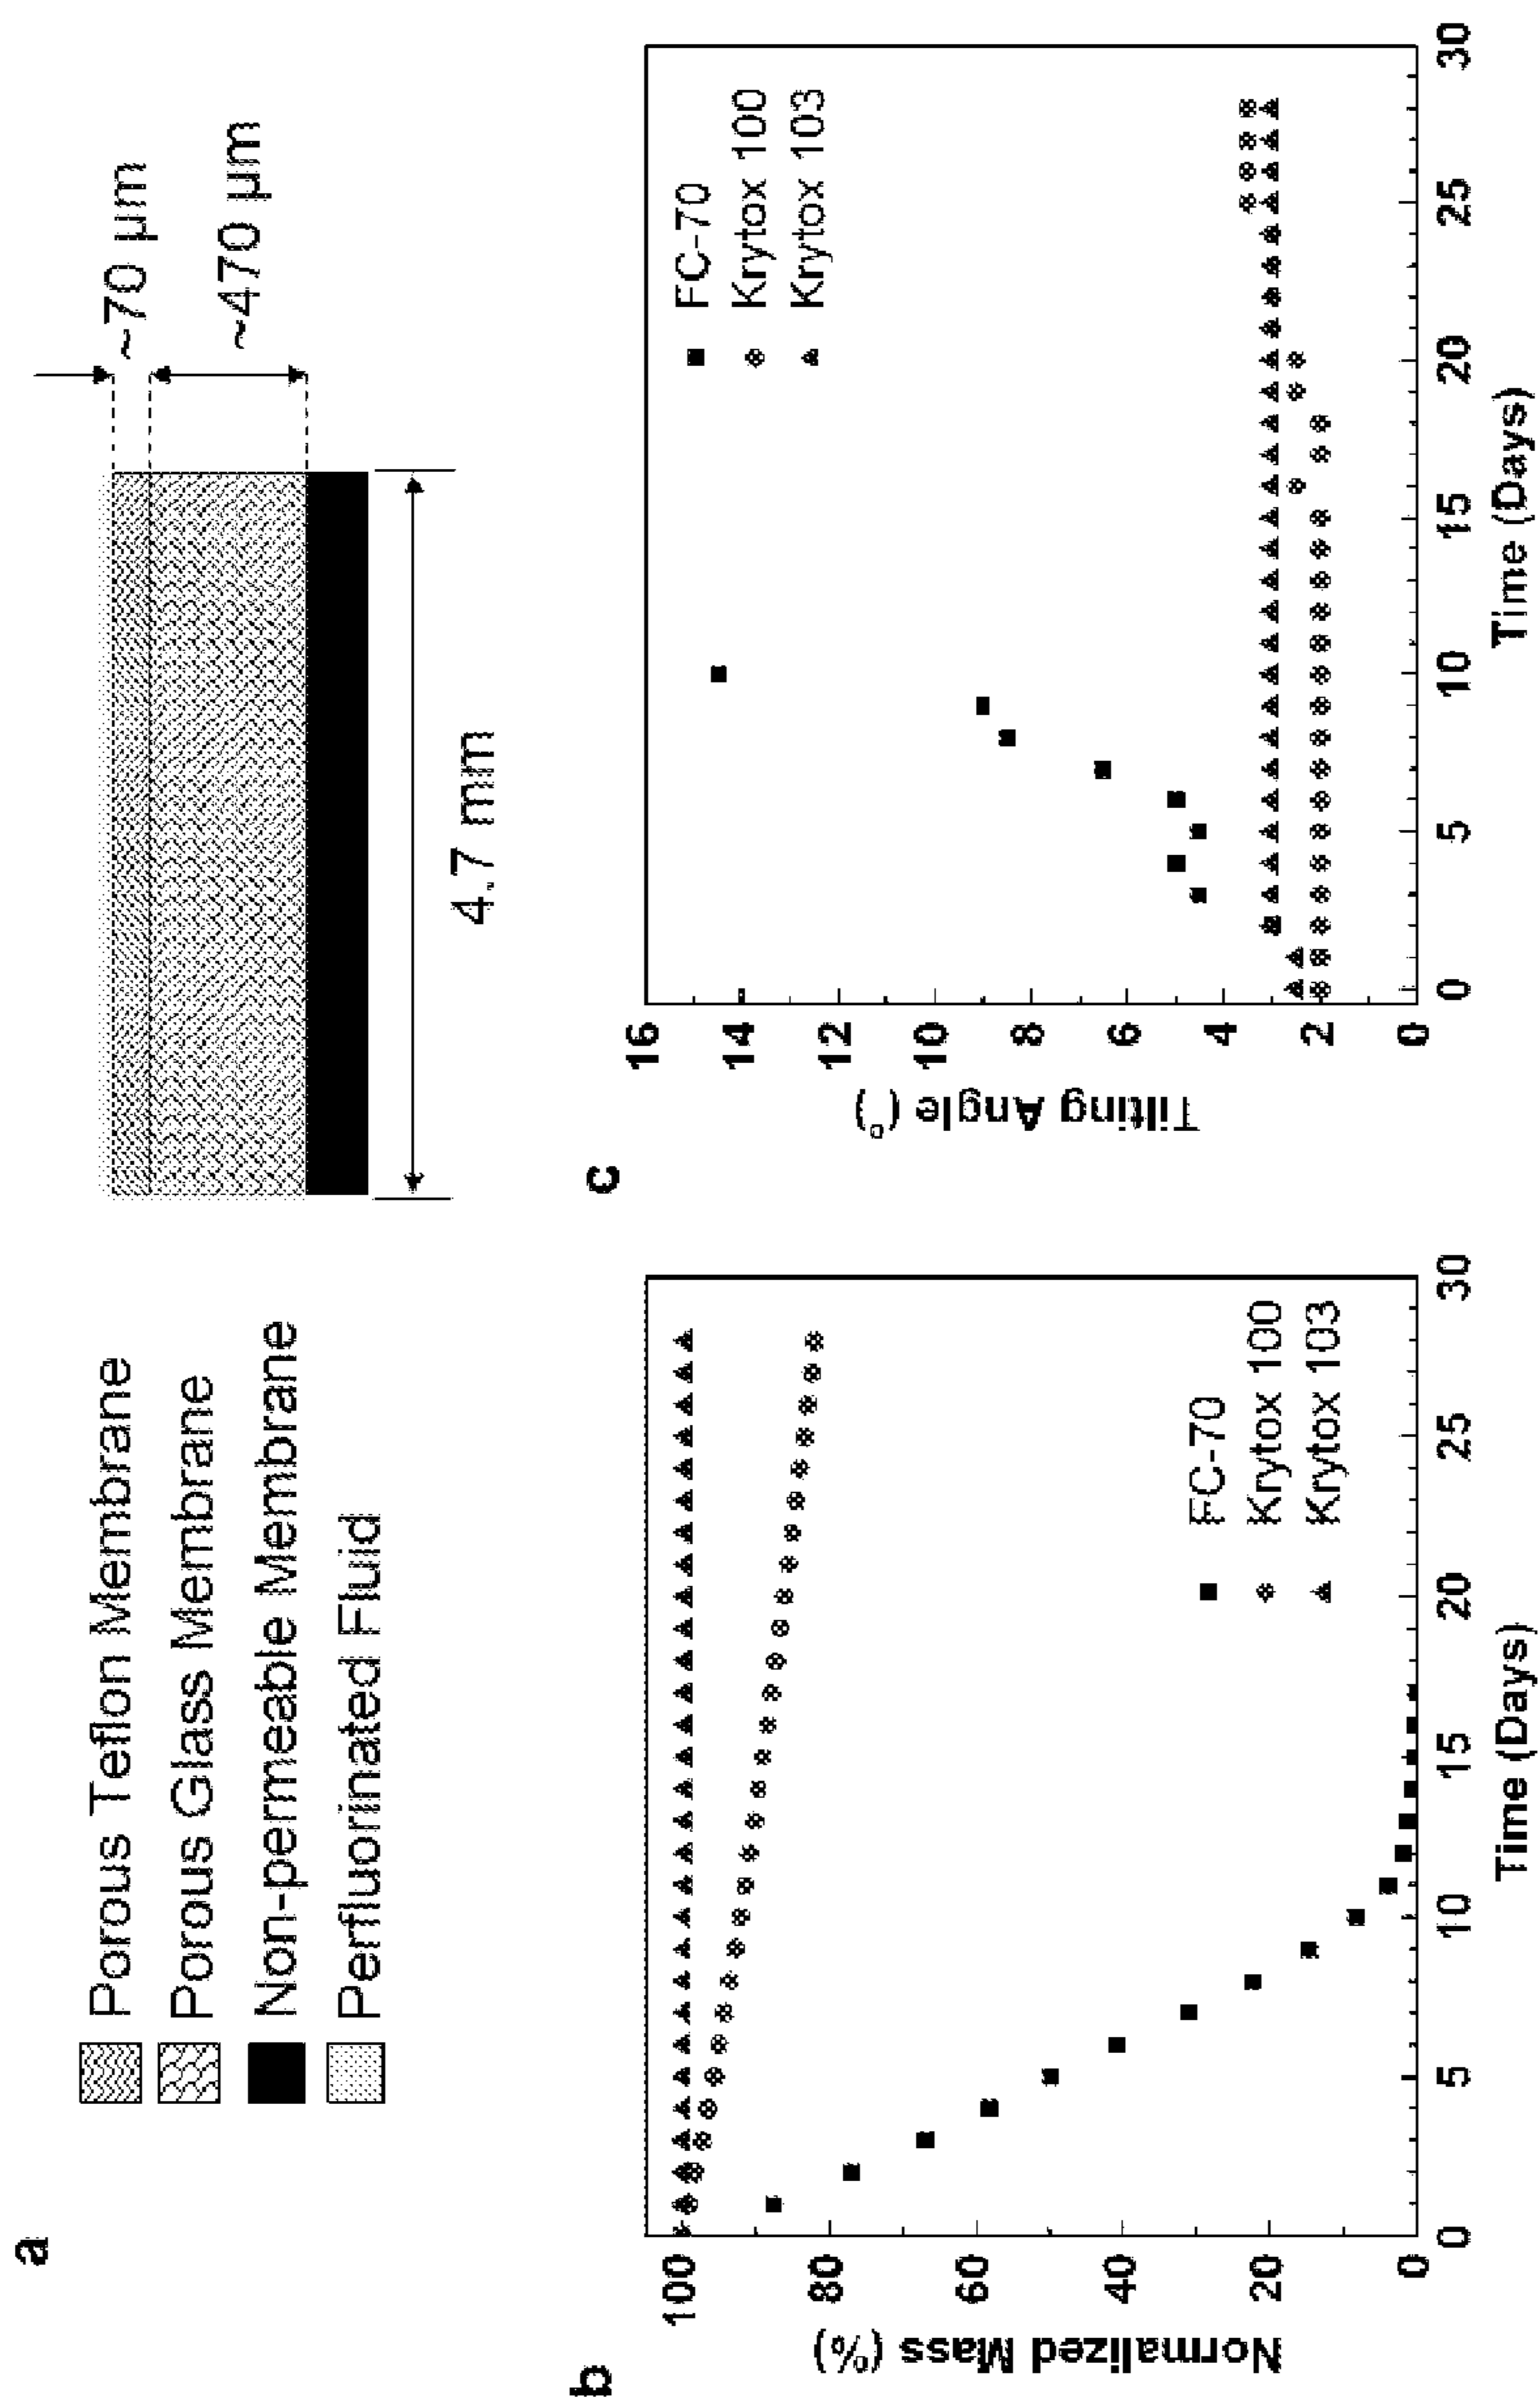 a
Porous Teflon Membrane
Porous Glass Membrane
Non-permeable Membrane
Perfluorinated Fluid
~70 µm
~470 µm
4.7 mm
b
Normalized Mass (%)
100
80
60
40
20
0
FC-70
Krytox 100
Krytox 103
0 5 10 15 20 25 30
Time (Days)
c
Tilting Angle (°)
16
14
12
10
8
6
4
2
0
FC-70
Krytox 100
Krytox 103
0 5 10 15 20 25 30
Time (Days)